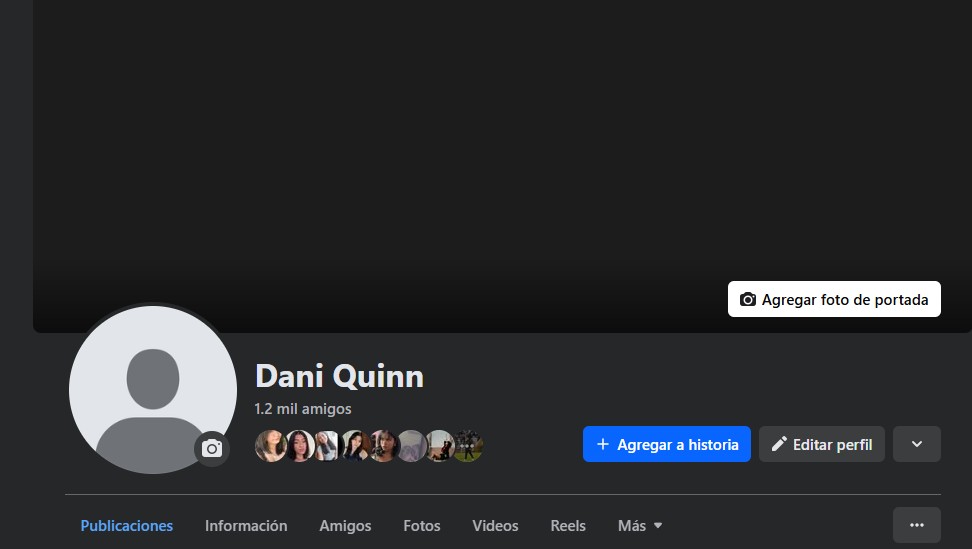 Agregar foto de portada
Dani Quinn
1.2 mil amigos
+ Agregar a historia
Editar perfil
Publicaciones
Información
Amigos
Fotos
Videos
Reels
Más